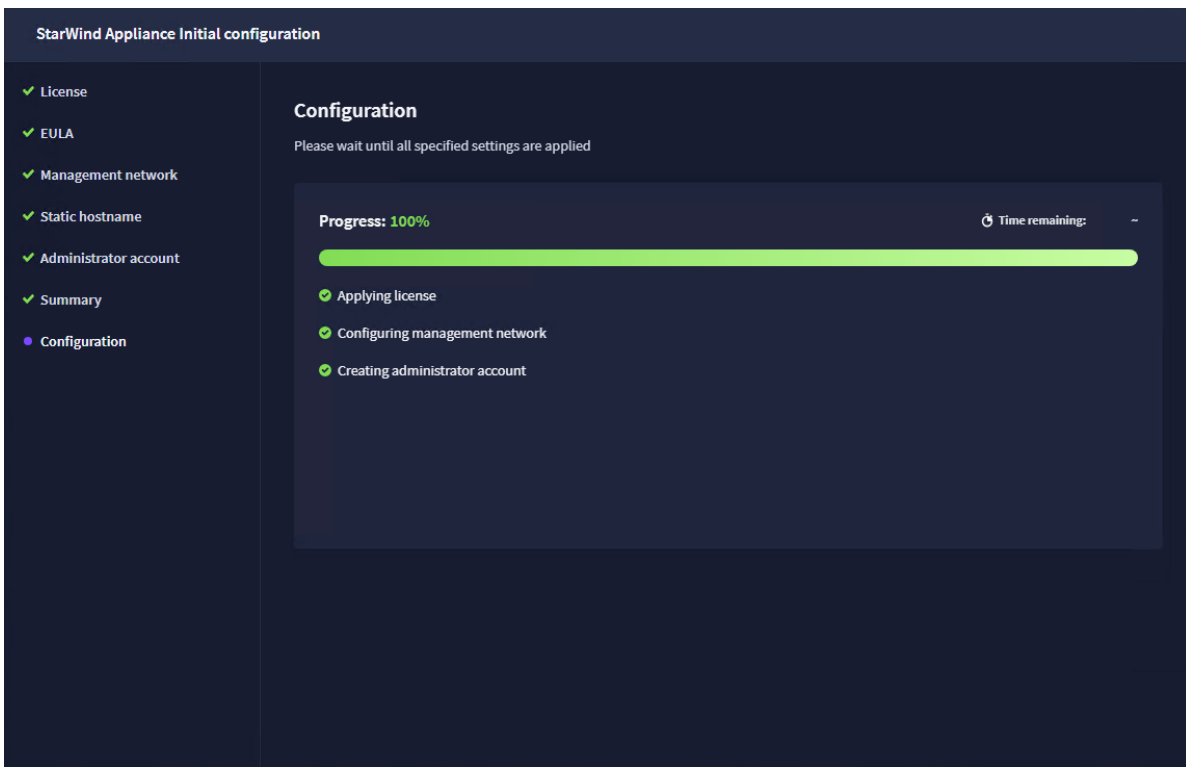 StarWind Appliance Initial configuration
License
EULA
Management network
Static hostname
Administrator account
Summary
Configuration
Configuration
Please wait until all specified settings are applied
Progress: 100%
Time remaining: ~
Applying license
Configuring management network
Creating administrator account